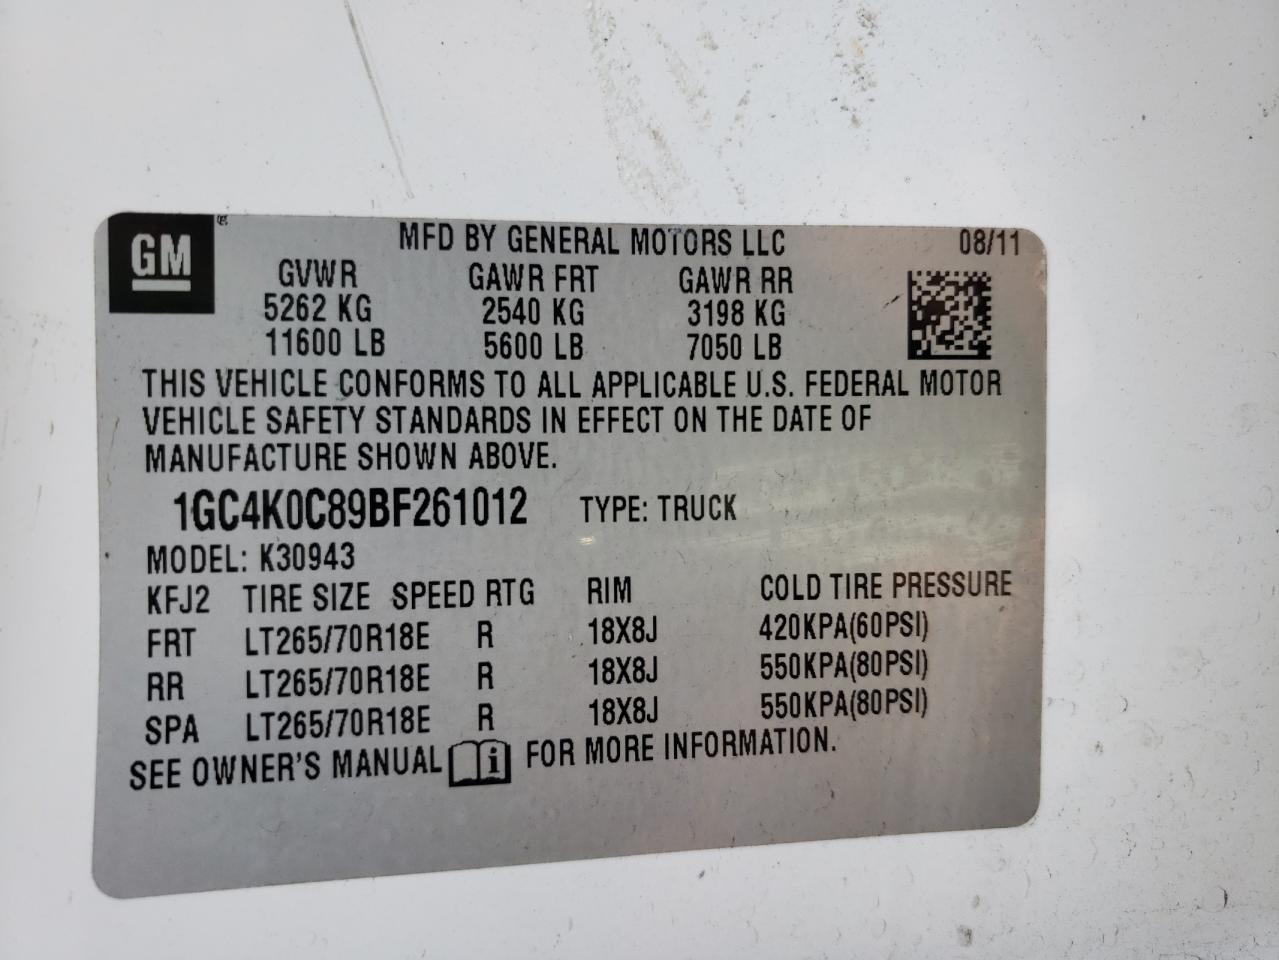 GM
MFD BY GENERAL MOTORS LLC 08/11
GVWR GAWR FRT GAWR RR
5262 KG 2540 KG 3198 KG
11600 LB 5600 LB 7050 LB
THIS VEHICLE CONFORMS TO ALL APPLICABLE U.S. FEDERAL MOTOR
VEHICLE SAFETY STANDARDS IN EFFECT ON THE DATE OF
MANUFACTURE SHOWN ABOVE.
1GC4K0C89BF261012 TYPE: TRUCK
MODEL: K30943
KFJ2 TIRE SIZE SPEED RTG RIM COLD TIRE PRESSURE
FRT LT265/70R18E R 18X8J 420KPA(60PSI)
RR LT265/70R18E R 18X8J 550KPA(80PSI)
SPA LT265/70R18E R 18X8J 550KPA(80PSI)
SEE OWNER'S MANUAL i FOR MORE INFORMATION.